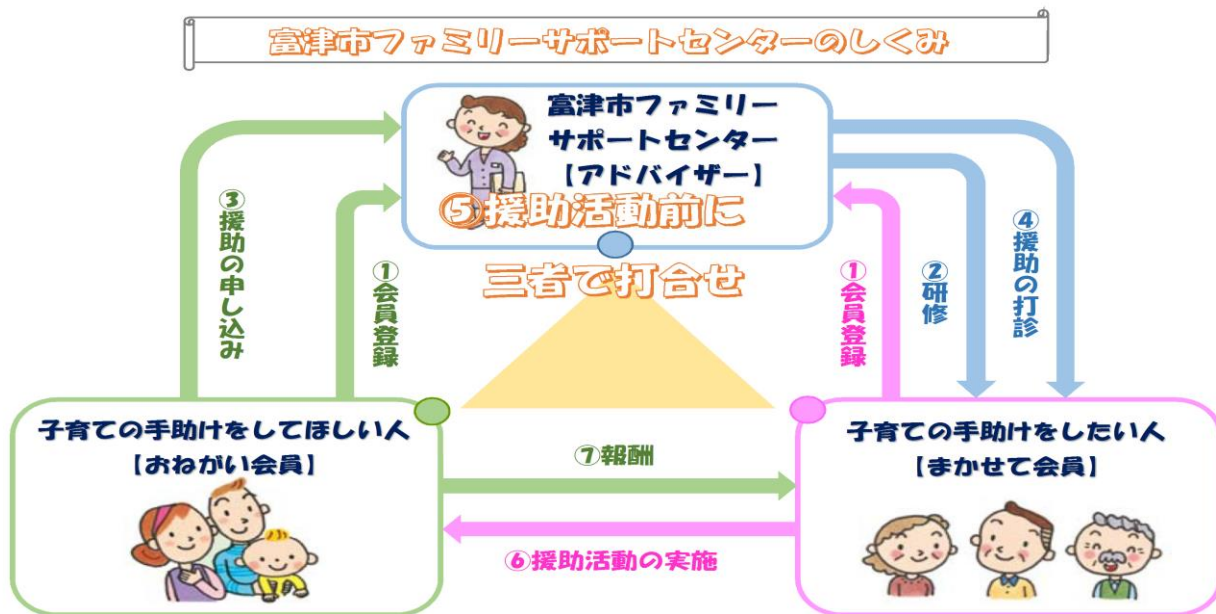 富津市ファミリーサポートセンターのしくみ
富津市ファミリー
サポートセンター
【アドバイザー】
⑤援助活動前に
三者で打合せ
③援助の申し込み
①会員登録
①会員登録
②研修
④援助の打診
子育ての手助けをしてほしい人
【おねがい会員】
子育ての手助けをしたい人
【まかせて会員】
⑦報酬
⑥援助活動の実施